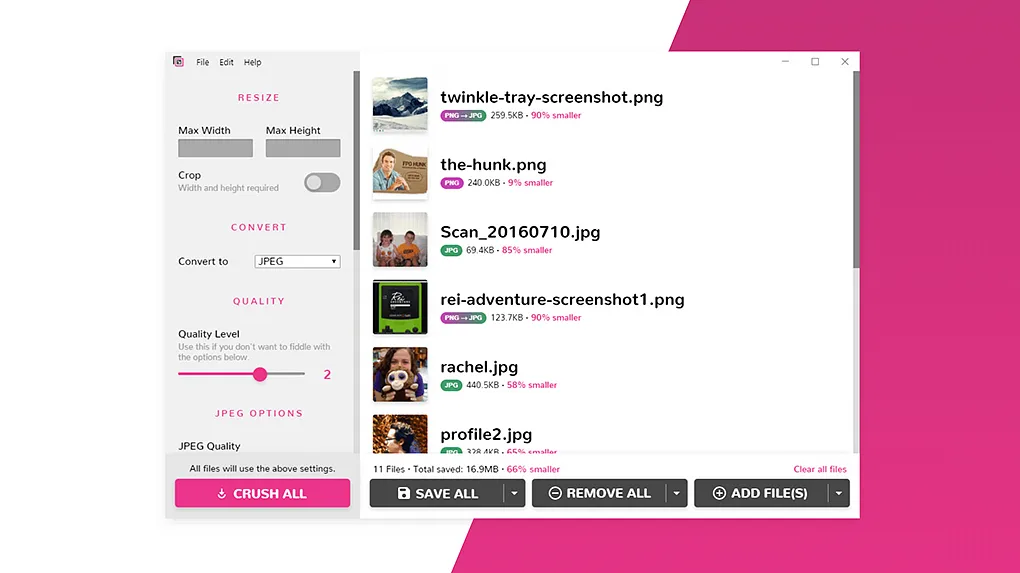 File Edit Help
RESIZE
Max Width Max Height
Crop
Width and height required
CONVERT
Convert to JPEG
QUALITY
Quality Level
Use this if you don't want to fiddle with
the options below.
2
JPEG OPTIONS
JPEG Quality
All files will use the above settings.
CRUSH ALL
twinkle-tray-screenshot.png
PNG→JPG 259.5KB • 90% smaller
the-hunk.png
PNG 240.0KB • 9% smaller
Scan_20160710.jpg
JPG 69.4KB • 85% smaller
rei-adventure-screenshot1.png
PNG→JPG 123.7KB • 90% smaller
rachel.jpg
JPG 440.5KB • 58% smaller
profile2.jpg
JPG 328.4KB • 65% smaller
11 Files • Total saved: 16.9MB • 66% smaller
Clear all files
SAVE ALL
REMOVE ALL
ADD FILE(S)